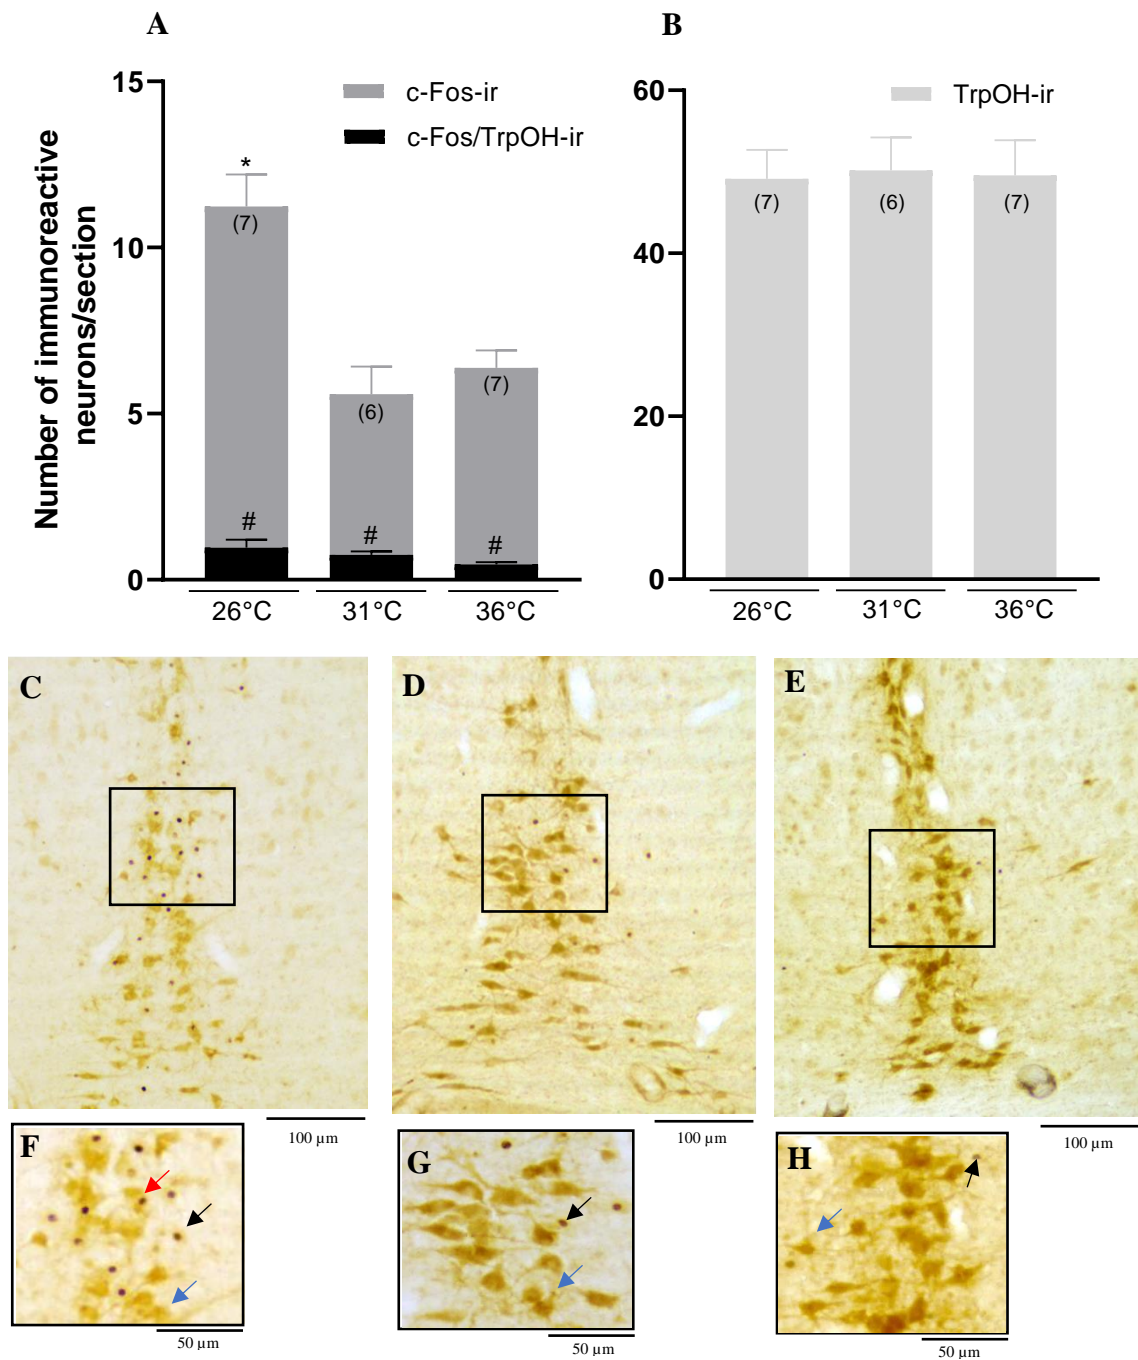 A
15
10
5
0
Number of immunoreactive
neurons/section
c-Fos-ir
c-Fos/TrpOH-ir
*
(7)
(6)
(7)
#
#
#
26°C
31°C
36°C
B
60
40
20
0
TrpOH-ir
(7)
(6)
(7)
26°C
31°C
36°C
C
100 µm
D
100 µm
E
100 µm
F
50 µm
G
50 µm
H
50 µm